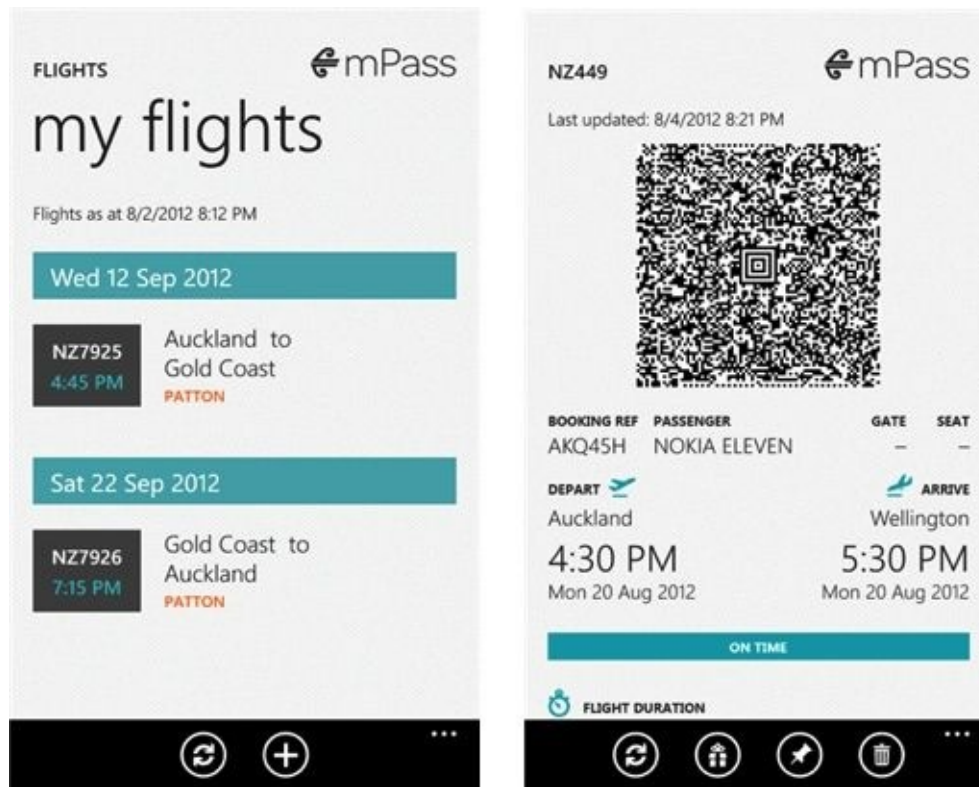 FLIGHTS
mPass
my flights
Flights as at 8/2/2012 8:12 PM
Wed 12 Sep 2012
NZ7925
4:45 PM
Auckland to
Gold Coast
PATTON
Sat 22 Sep 2012
NZ7926
7:15 PM
Gold Coast to
Auckland
PATTON
NZ449
mPass
Last updated: 8/4/2012 8:21 PM
BOOKING REF PASSENGER GATE SEAT
AKQ45H NOKIA ELEVEN – –
DEPART ARRIVE
Auckland Wellington
4:30 PM 5:30 PM
Mon 20 Aug 2012 Mon 20 Aug 2012
ON TIME
FLIGHT DURATION